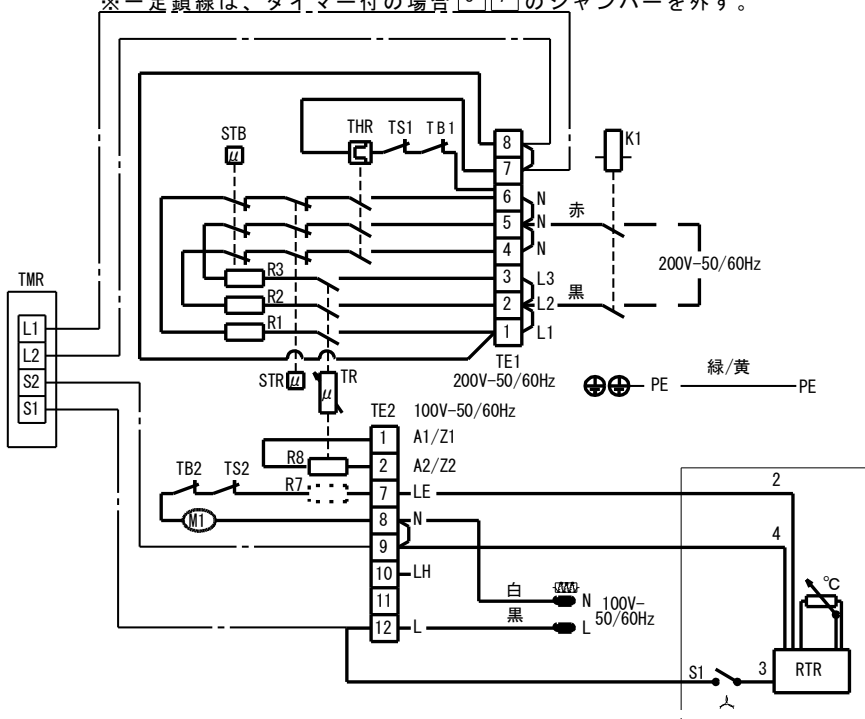 ※一点鎖線は、タイマー付の場合 8 7 のジャンパーを外す。
STB
μ
THR TS1 TB1
8
7
6 N
5 N
4 N
3 L3
2 L2
1 L1
K1
赤
黒
200V-50/60Hz
R3
R2
R1
TMR
L1
L2
S2
S1
STR μ
μ TR
TE1
200V-50/60Hz
緑/黄
PE PE
TE2 100V-50/60Hz
1 A1/Z1
2 A2/Z2
7 LE
8 N
9
10 LH
11
12 L
R8
R7
TB2 TS2
M1
白 N
黒 L
100V-
50/60Hz
2
4
℃
S1 3 RTR